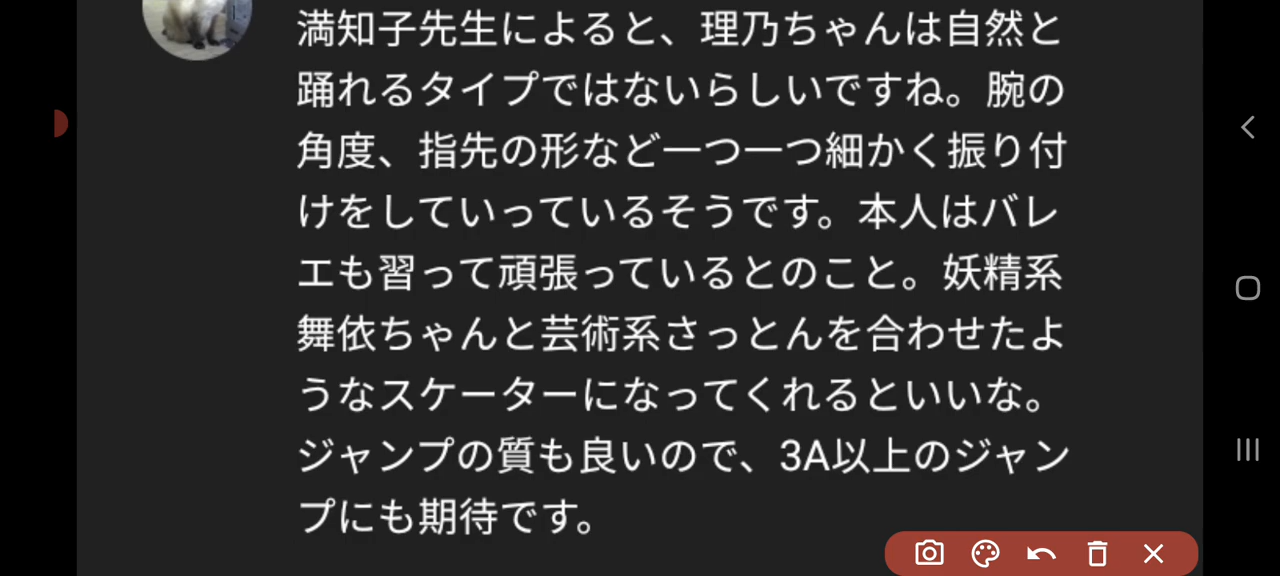 満知子先生によると、理乃ちゃんは自然と
踊れるタイプではないらしいですね。腕の
角度、指先の形など一つ一つ細かく振り付
けをしていっているそうです。本人はバレ
エも習って頑張っているとのこと。妖精系
舞依ちゃんと芸術系さっとんを合わせたよ
うなスケーターになってくれるといいな。
ジャンプの質も良いので、3A以上のジャン
プにも期待です。